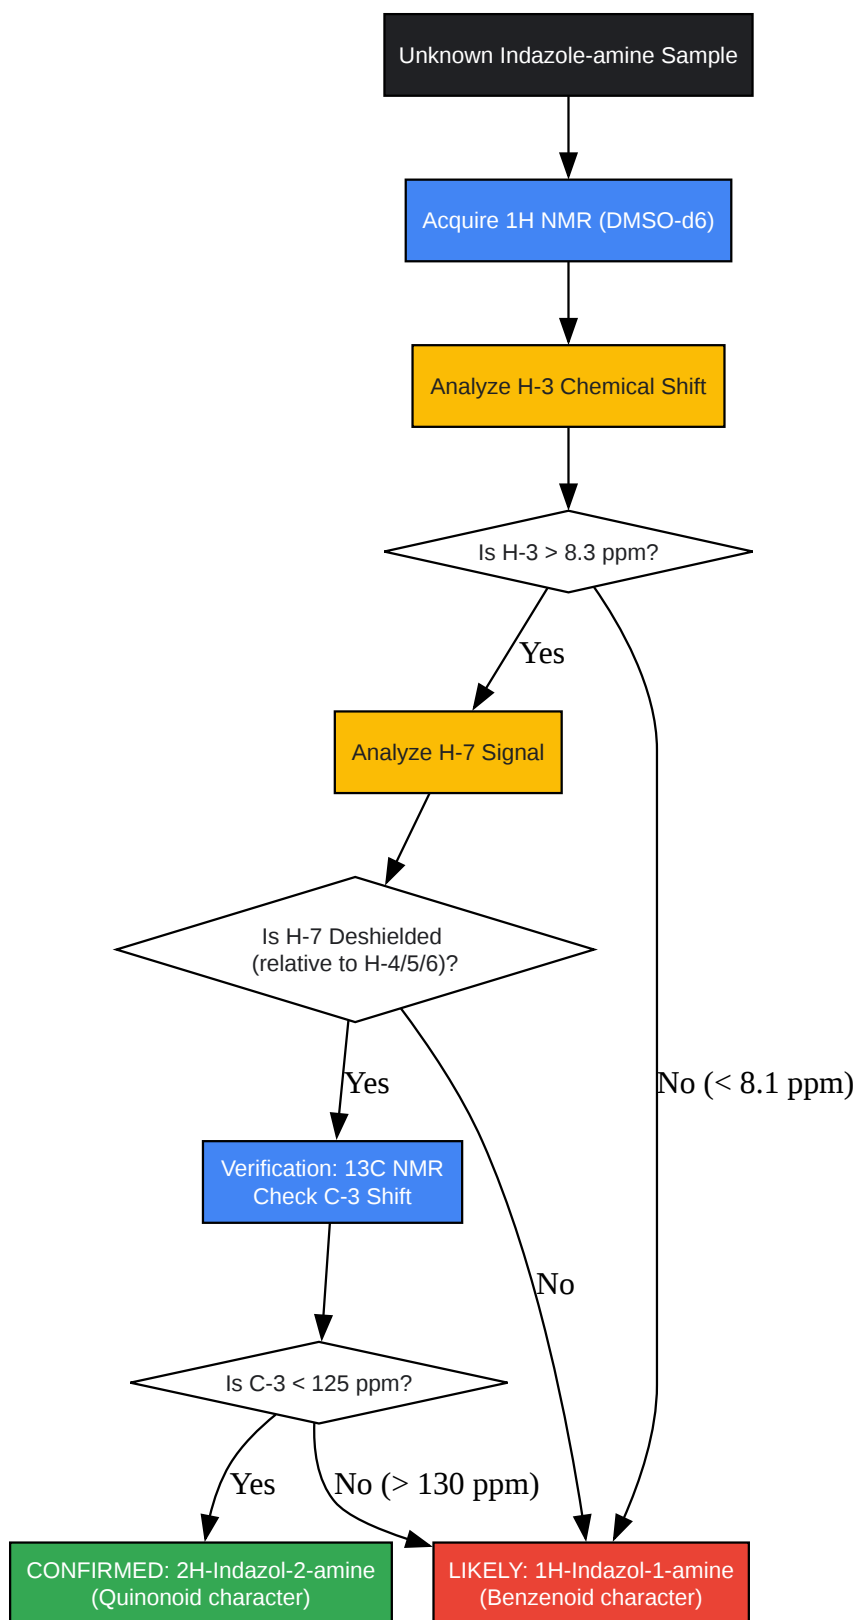 Unknown Indazole-amine Sample
Acquire 1H NMR (DMSO-d6)
Analyze H-3 Chemical Shift
Is H-3 > 8.3 ppm?
Yes
Analyze H-7 Signal
Is H-7 Deshielded
(relative to H-4/5/6)?
Yes
No (< 8.1 ppm)
Verification: 13C NMR
Check C-3 Shift
No
Is C-3 < 125 ppm?
Yes
No (> 130 ppm)
CONFIRMED: 2H-Indazol-2-amine
(Quinonoid character)
LIKELY: 1H-Indazol-1-amine
(Benzenoid character)